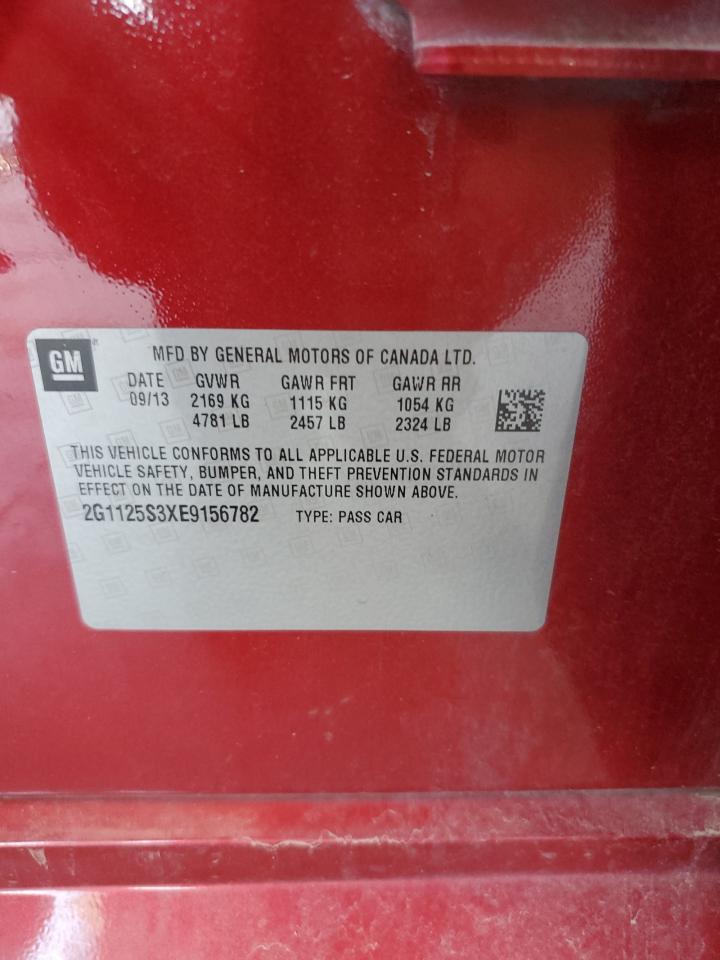 GM
MFD BY GENERAL MOTORS OF CANADA LTD.
DATE GVWR GAWR FRT GAWR RR
09/13 2169 KG 1115 KG 1054 KG
4781 LB 2457 LB 2324 LB
THIS VEHICLE CONFORMS TO ALL APPLICABLE U.S. FEDERAL MOTOR
VEHICLE SAFETY, BUMPER, AND THEFT PREVENTION STANDARDS IN
EFFECT ON THE DATE OF MANUFACTURE SHOWN ABOVE.
2G1125S3XE9156782 TYPE: PASS CAR